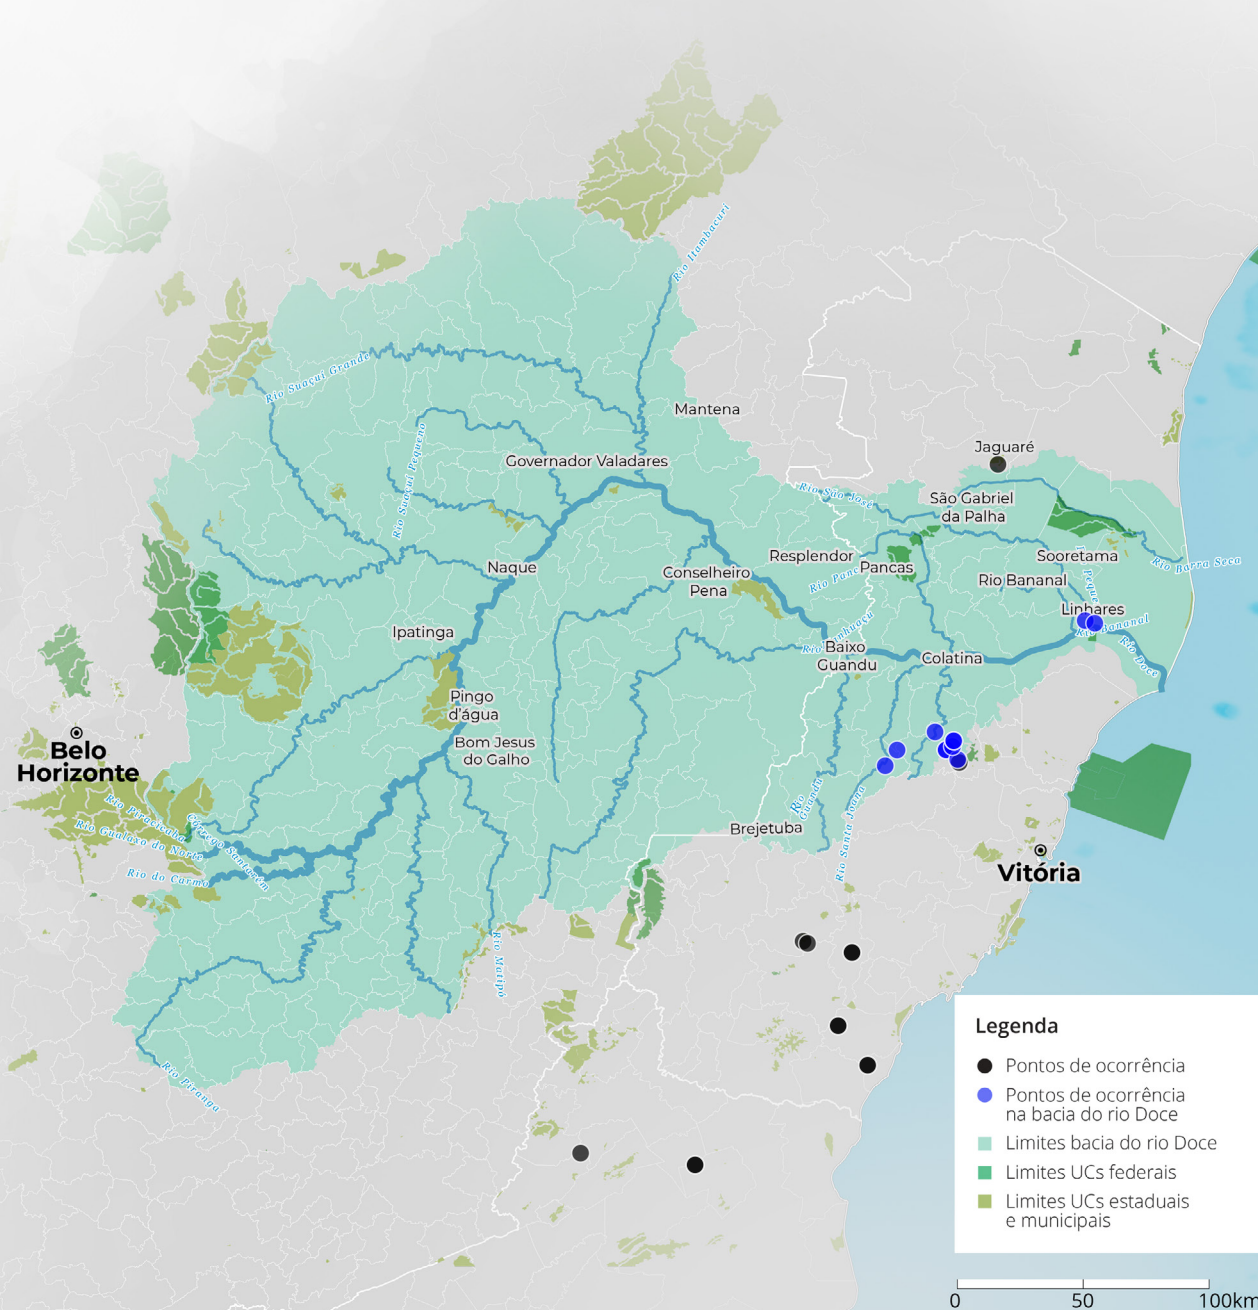 Rio Itambacuri
Rio Suaçuí Grande
Mantena
Rio Suaçuí Pequeno
Governador Valadares
Jaguaré
Rio São José
São Gabriel
da Palha
Resplendor
Pancas
Sooretama
Rio Barra Seca
Naque
Conselheiro
Pena
Rio Panc
Rio Bananal
Linhares
Rio Bananal
Ipatinga
Baixo
Guandu
Colatina
Rio Doce
Pingo
d'água
Bom Jesus
do Galho
Belo
Horizonte
Rio Piracicaba
Rio Gualaxo do Norte
Rio do Carmo
Córrego Santarém
Rio
Guandu
Brejetuba
Rio Santa Joana
Vitória
Rio Matipó
Rio Piranga
Legenda
Pontos de ocorrência
Pontos de ocorrência
na bacia do rio Doce
Limites bacia do rio Doce
Limites UCs federais
Limites UCs estaduais
e municipais
0 50 100km